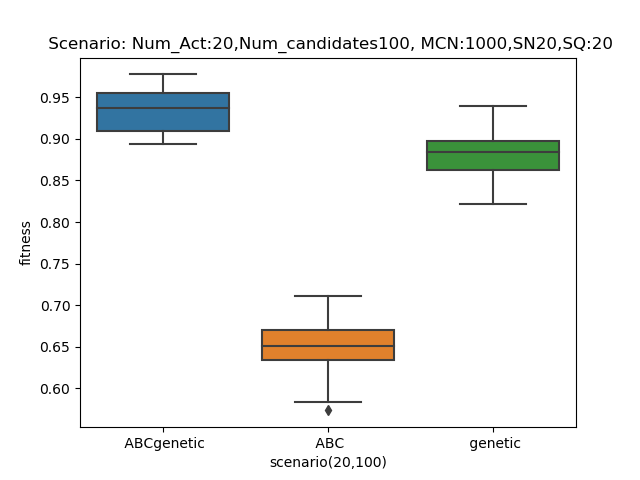 Scenario: Num_Act:20,Num_candidates100, MCN:1000,SN20,SQ:20
0.95
0.90
0.85
0.80
0.75
0.70
0.65
0.60
fitness
ABCgenetic ABC genetic
scenario(20,100)